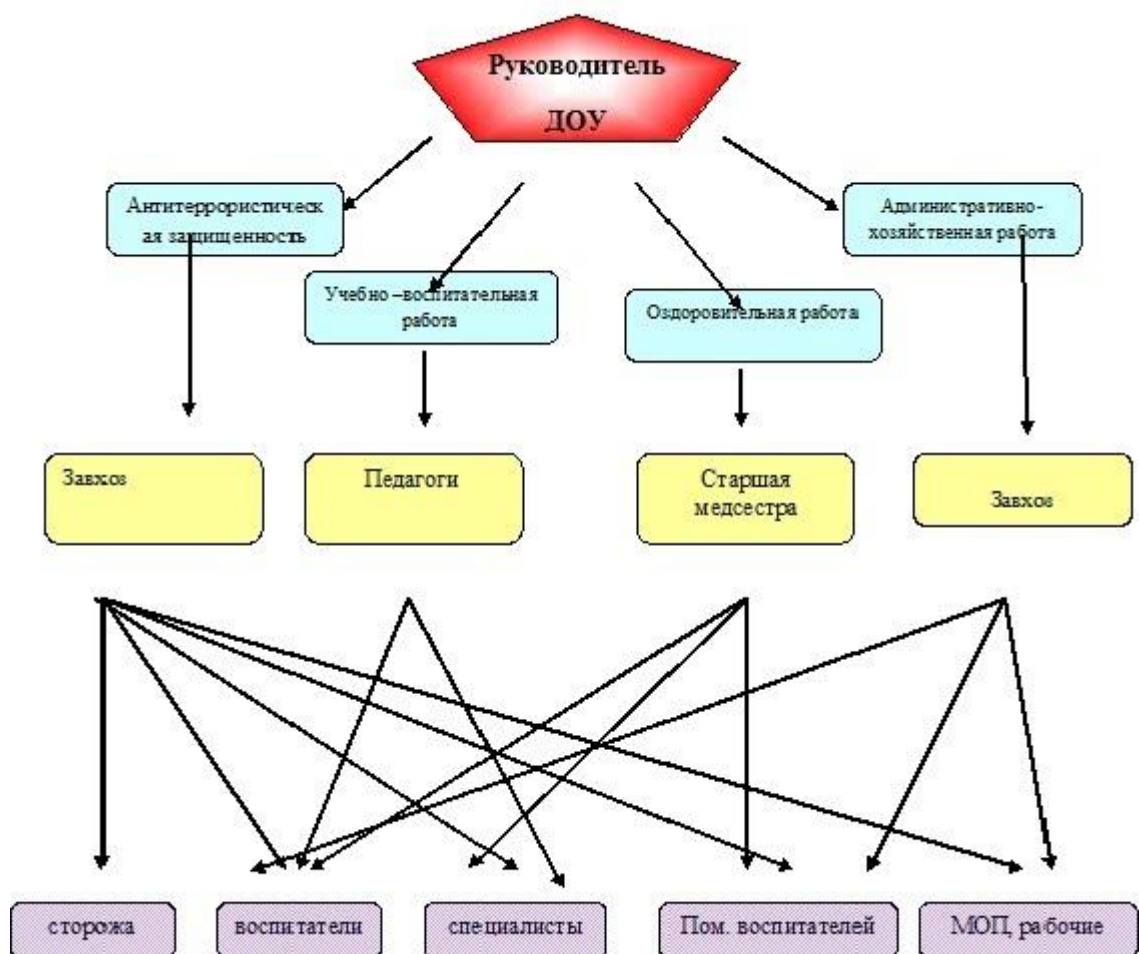 Руководитель
ДОУ
Антитеррористическ
ая защищенность
Административно-
хозяйственная работа
Учебно –воспитательная
работа
Оздоровительная работа
Завхоз
Педагоги
Старшая
медсестра
Завхоз
сторожа
воспитатели
специалисты
Пом. воспитателей
МОП, рабочие